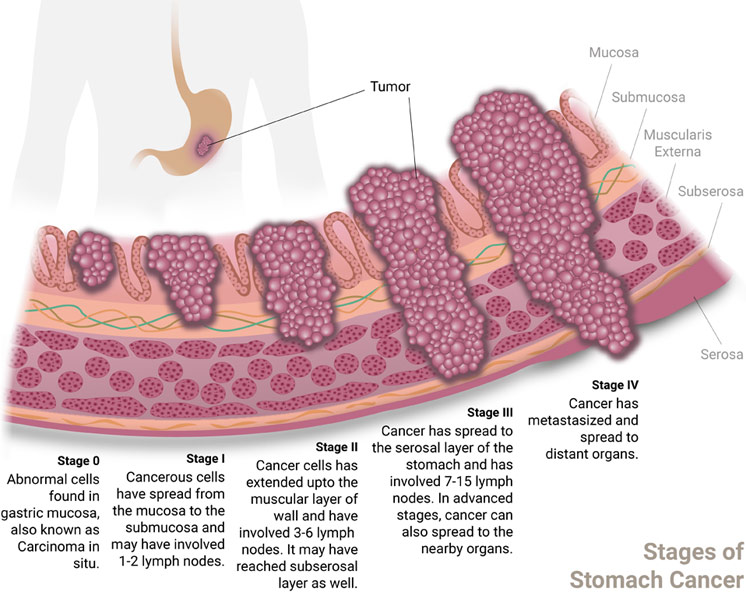 Mucosa
Tumor
Submucosa
Muscularis
Externa
Subserosa
Serosa
Stage 0
Abnormal cells
found in
gastric mucosa,
also known as
Carcinoma in
situ.
Stage I
Cancerous cells
have spread from
the mucosa to the
submucosa and
may have involved
1-2 lymph nodes.
Stage II
Cancer cells has
extended upto the
muscular layer of
wall and have
involved 3-6 lymph
nodes. It may have
reached subserosal
layer as well.
Stage III
Cancer has spread to
the serosal layer of the
stomach and has
involved 7-15 lymph
nodes. In advanced
stages, cancer can
also spread to the
nearby organs.
Stage IV
Cancer has
metastasized and
spread to
distant organs.
Stages of
Stomach Cancer